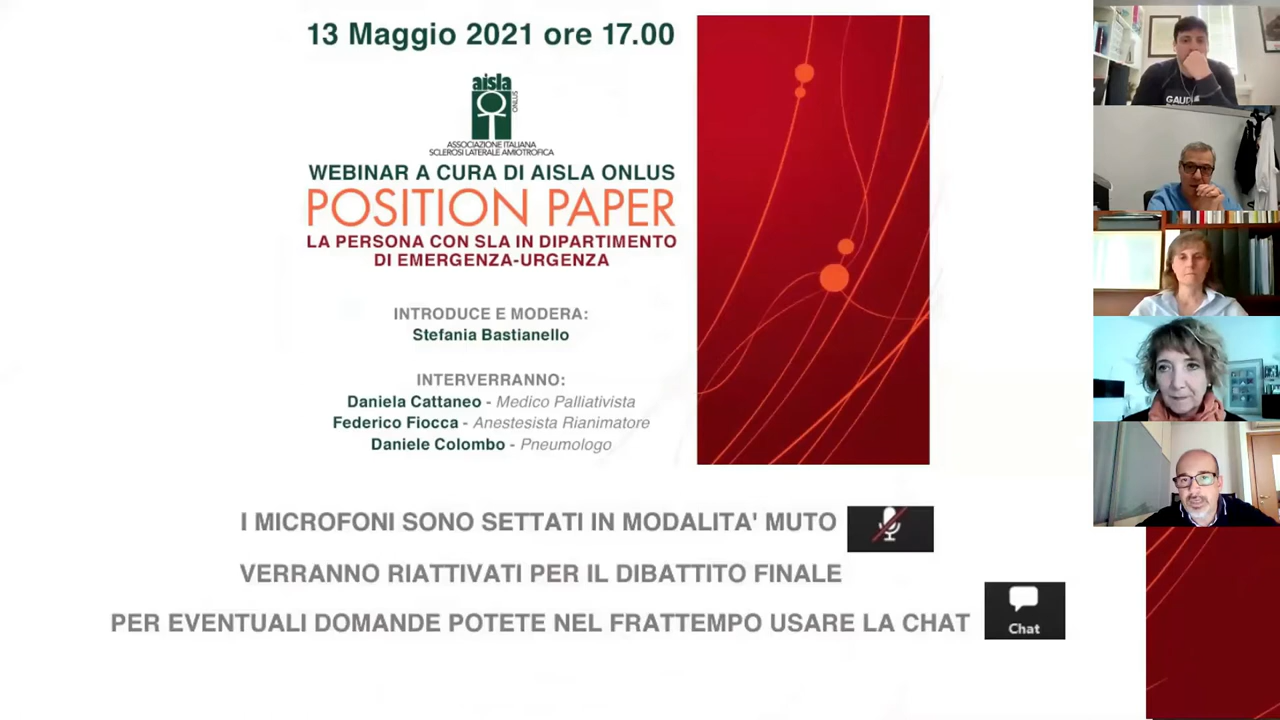 13 Maggio 2021 ore 17.00
aisla
ONLUS
ASSOCIAZIONE ITALIANA
SCLEROSI LATERALE AMIOTROFICA
WEBINAR A CURA DI AISLA ONLUS
POSITION PAPER
LA PERSONA CON SLA IN DIPARTIMENTO
DI EMERGENZA-URGENZA
INTRODUCE E MODERA:
Stefania Bastianello
INTERVERRANNO:
Daniela Cattaneo - Medico Palliativista
Federico Fiocca - Anestesista Rianimatore
Daniele Colombo - Pneumologo
I MICROFONI SONO SETTATI IN MODALITA' MUTO
VERRANNO RIATTIVATI PER IL DIBATTITO FINALE
PER EVENTUALI DOMANDE POTETE NEL FRATTEMPO USARE LA CHAT
Chat